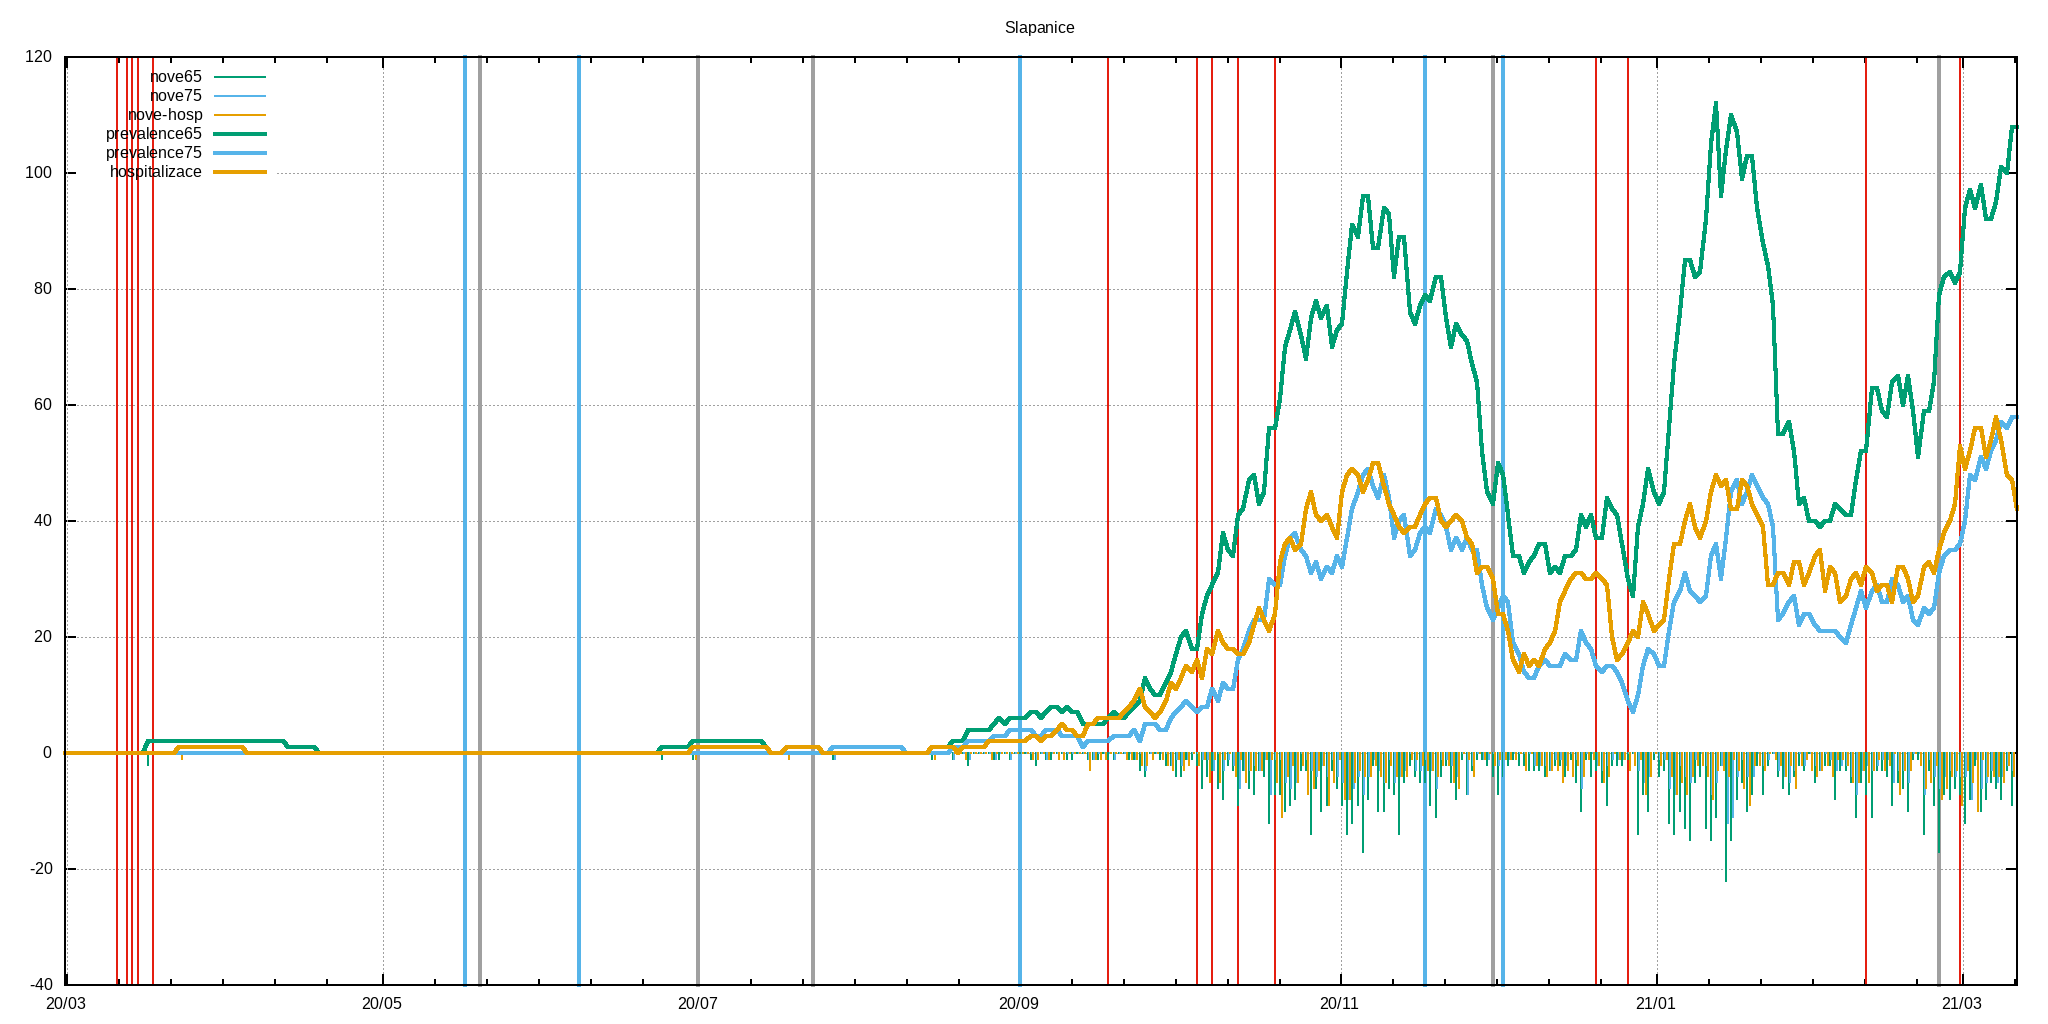 Slapanice
120
100
80
60
40
20
0
-20
-40
nove65
nove75
nove-hosp
prevalence65
prevalence75
hospitalizace
20/03 20/05 20/07 20/09 20/11 21/01 21/03